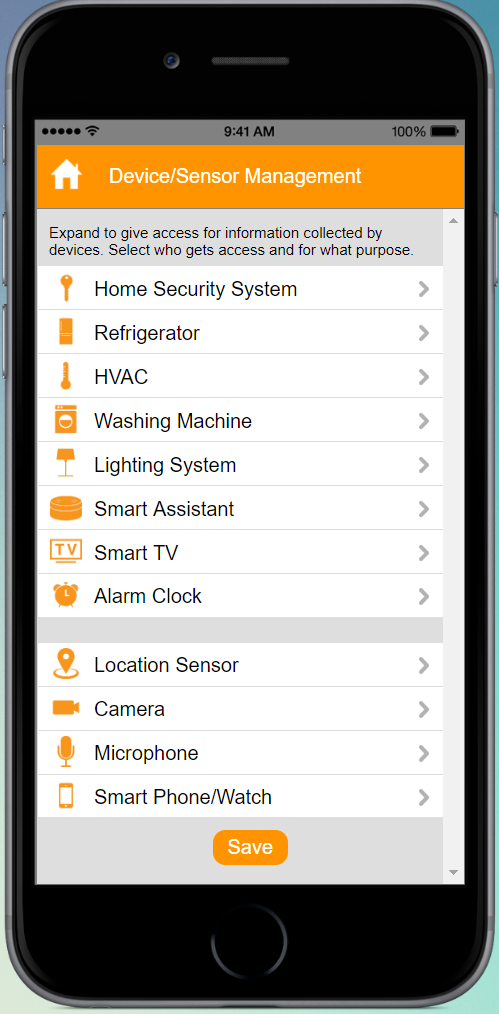 9:41 AM 100%
Device/Sensor Management
Expand to give access for information collected by
devices. Select who gets access and for what purpose.
Home Security System
Refrigerator
HVAC
Washing Machine
Lighting System
Smart Assistant
TV Smart TV
Alarm Clock
Location Sensor
Camera
Microphone
Smart Phone/Watch
Save